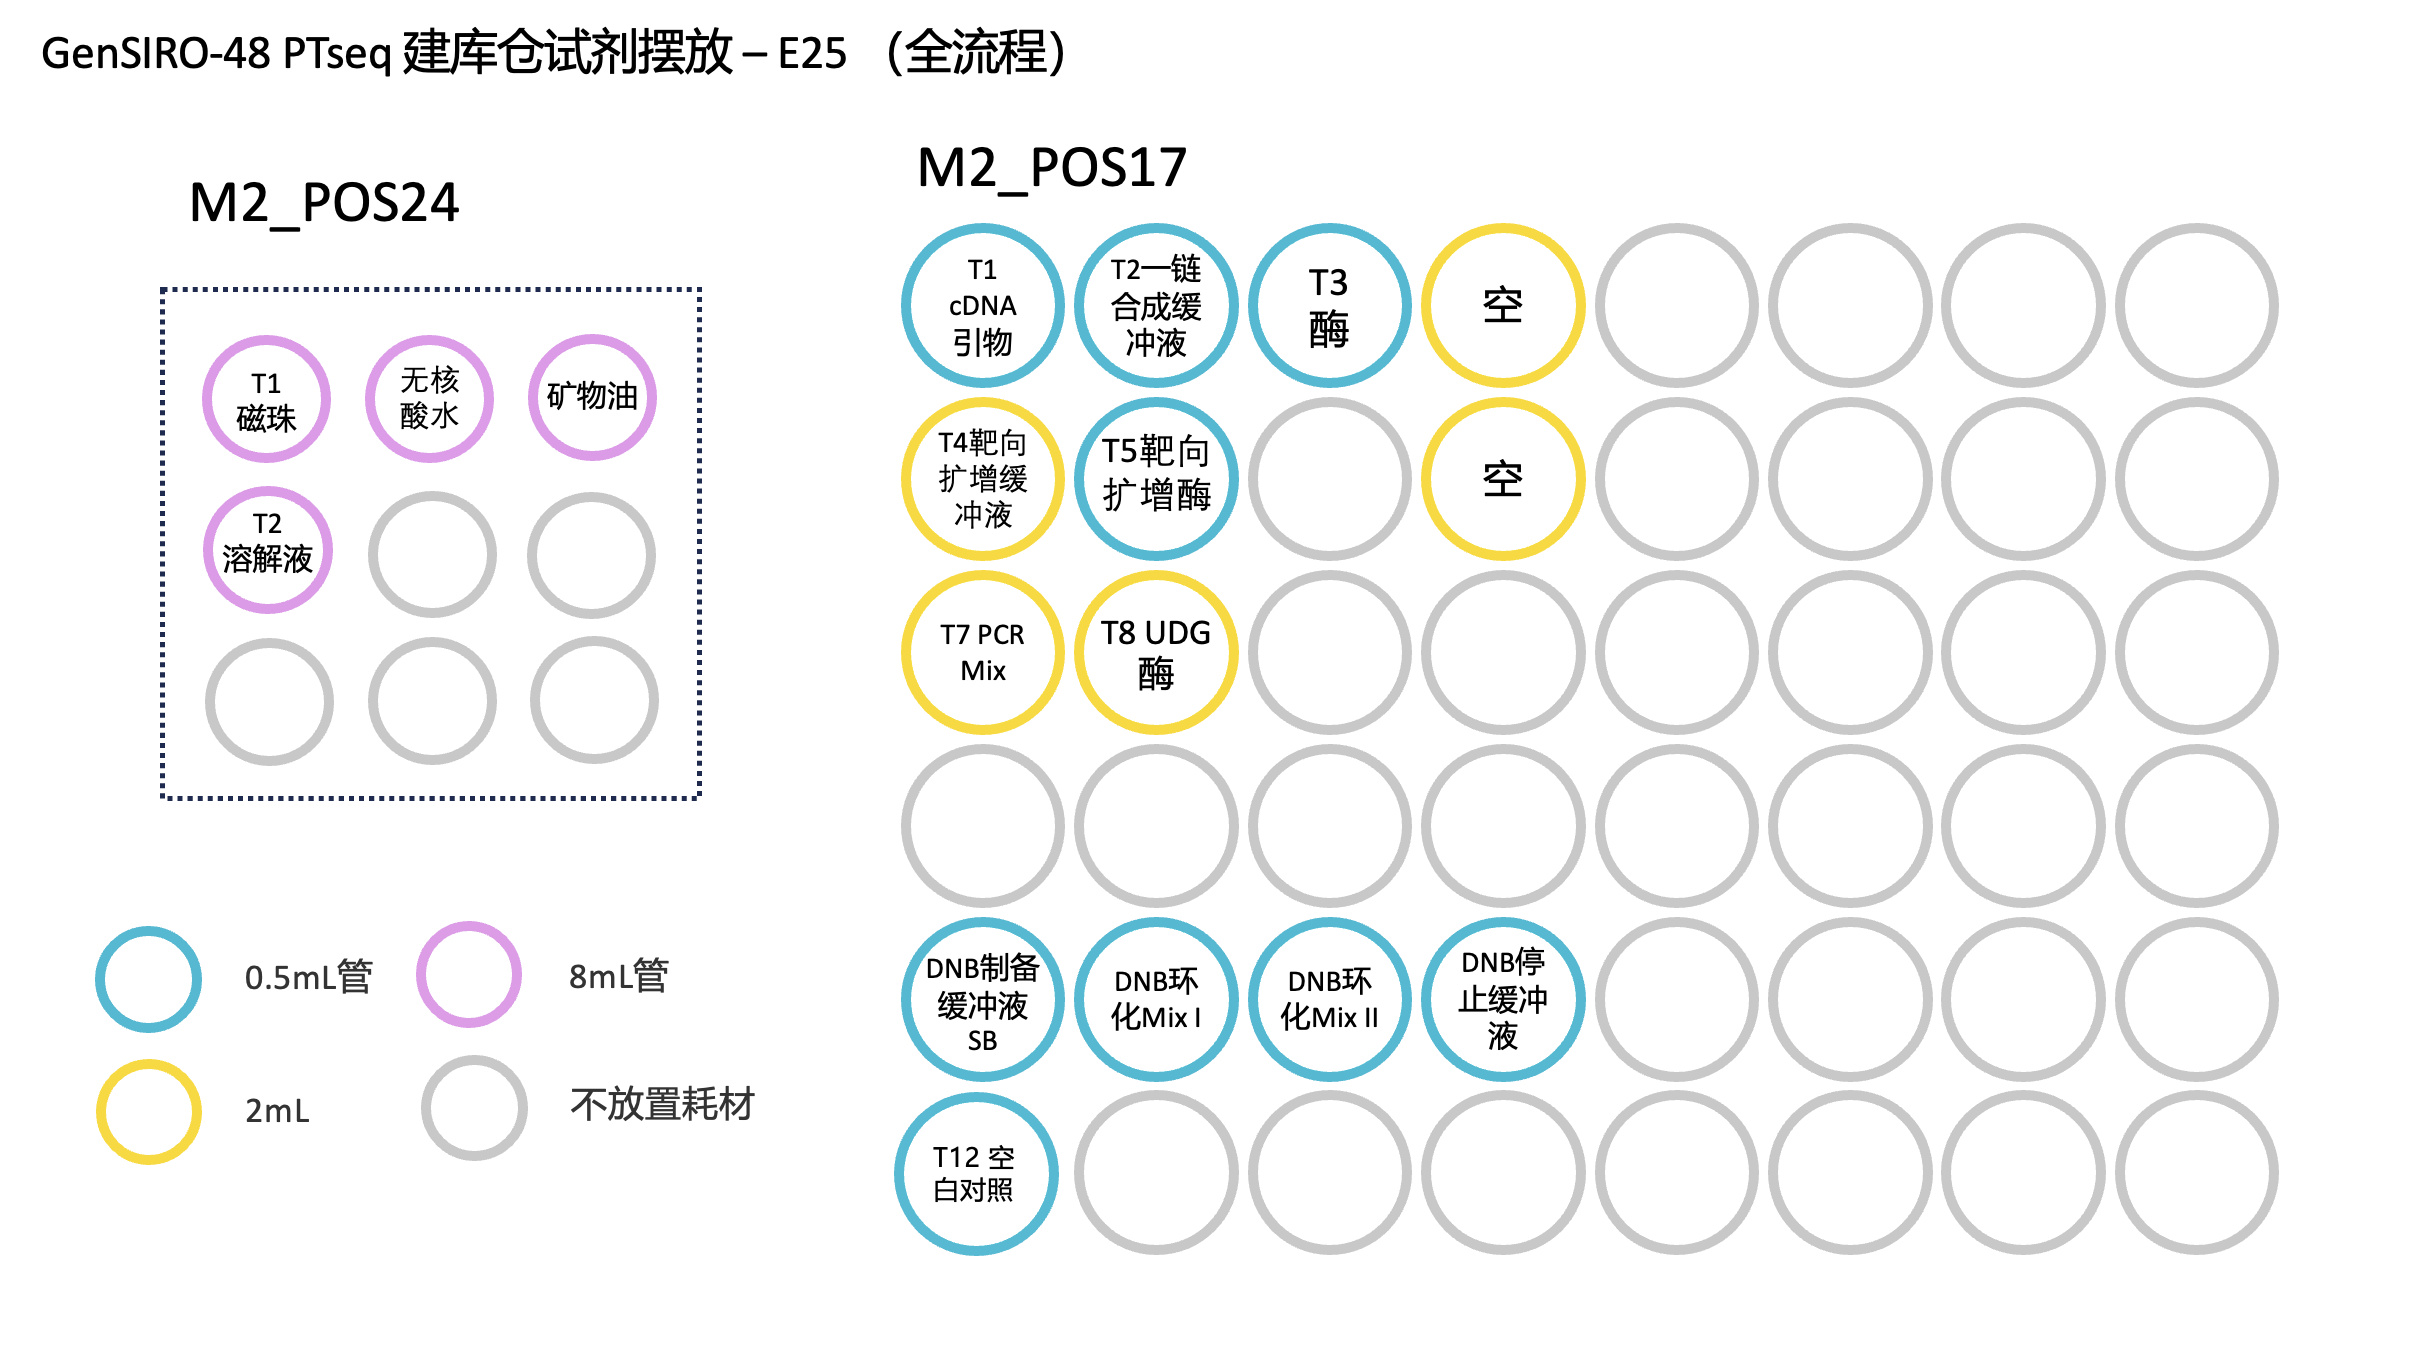 GenSIRO-48 PTseq 建库仓试剂摆放 – E25 （全流程）
M2_POS24
T1
磁珠
无核
酸水
矿物油
T2
溶解液
0.5mL管
8mL管
2mL
不放置耗材
M2_POS17
T1
cDNA
引物
T2一链
合成缓
冲液
T3
酶
空
T4靶向
扩增缓
冲液
T5靶向
扩增酶
空
T7 PCR
Mix
T8 UDG
酶
DNB制备
缓冲液
SB
DNB环
化Mix I
DNB环
化Mix II
DNB停
止缓冲
液
T12 空
白对照